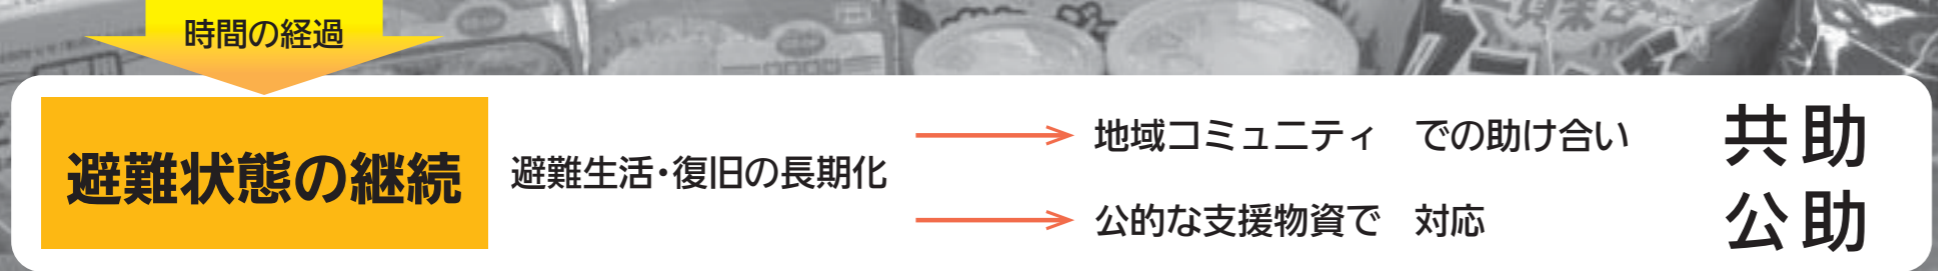 時間の経過
避難状態の継続
避難生活・復旧の長期化
地域コミュニティ での助け合い 共助
公的な支援物資で 対応 公助